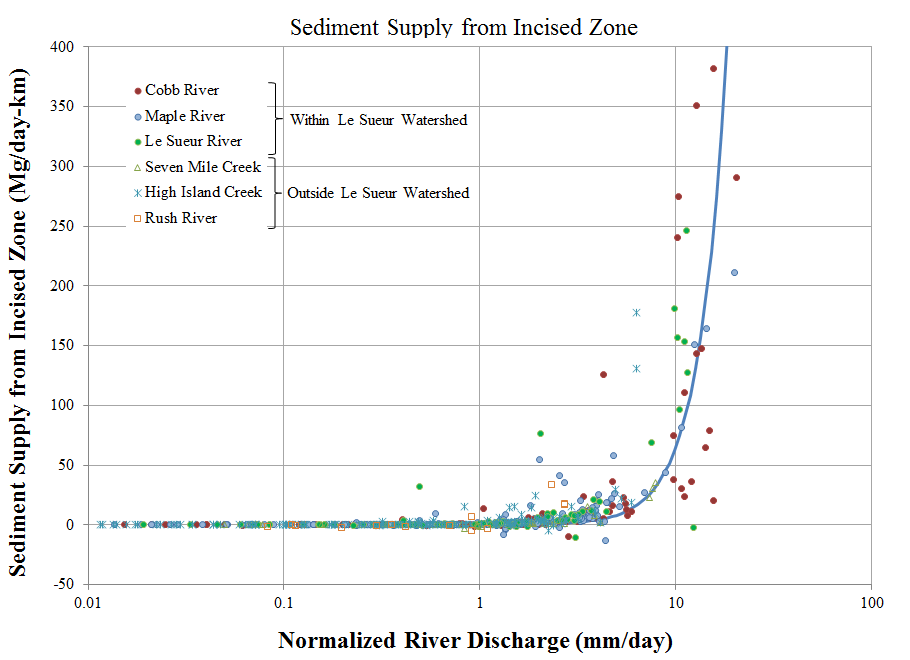 Sediment Supply from Incised Zone
Sediment Supply from Incised Zone (Mg/day-km)
400
350
300
250
200
150
100
50
0
-50
Cobb River
Maple River
Le Sueur River
Within Le Sueur Watershed
Seven Mile Creek
High Island Creek
Rush River
Outside Le Sueur Watershed
0.01 0.1 1 10 100
Normalized River Discharge (mm/day)